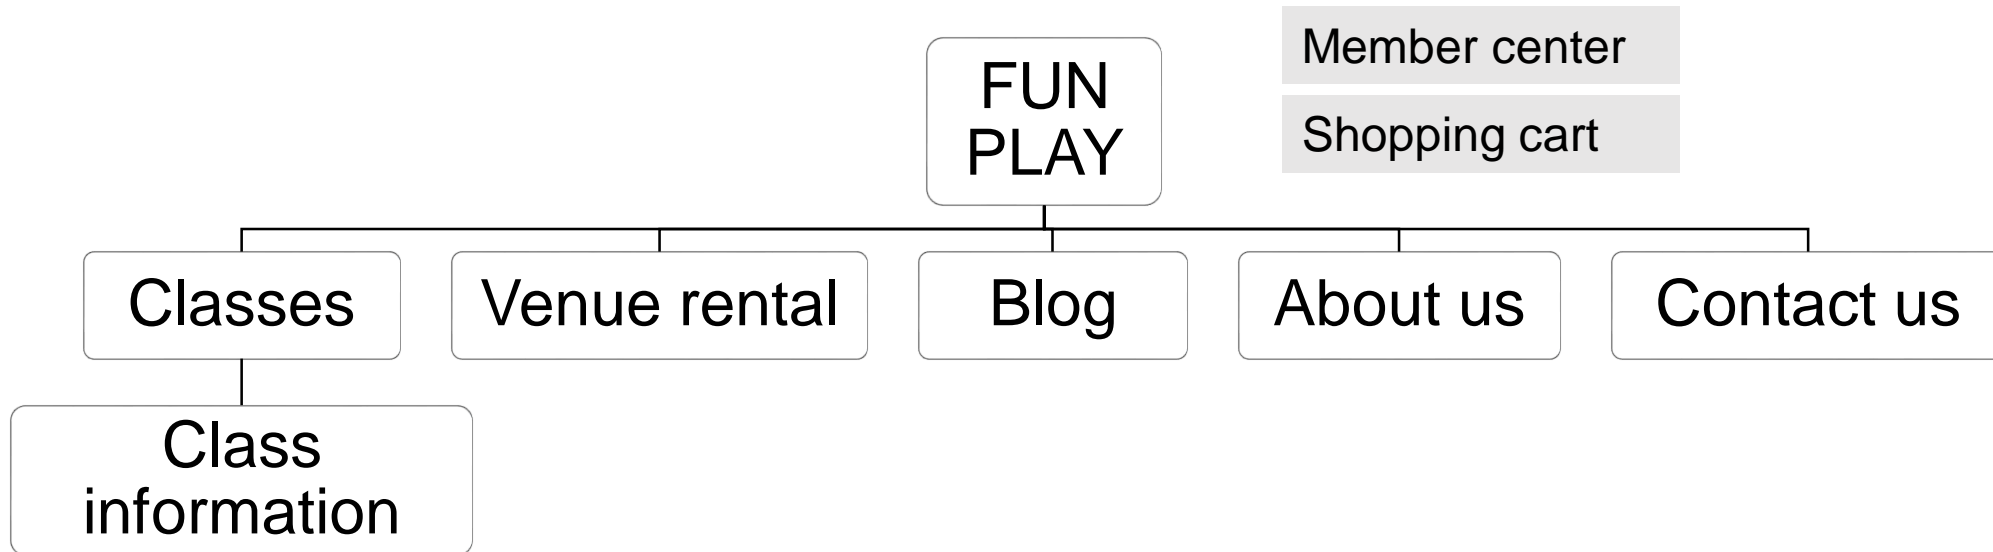 FUN
PLAY
Member center
Shopping cart
Classes
Venue rental
Blog
About us
Contact us
Class
information